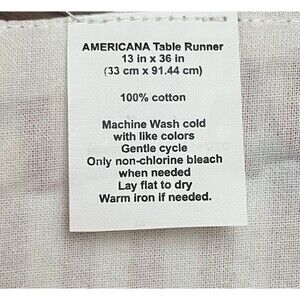 AMERICANA Table Runner
13 in x 36 in
(33 cm x 91.44 cm)
100% cotton
Machine Wash cold
with like colors
Gentle cycle
Only non-chlorine bleach
when needed
Lay flat to dry
Warm iron if needed.